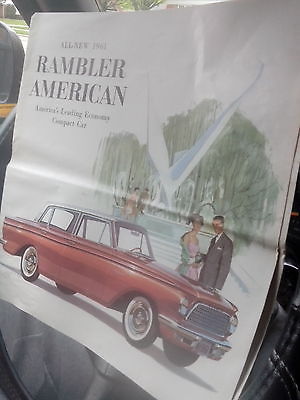 ALL-NEW 1961
RAMBLER
AMERICAN
America's Leading Economy
Compact Car